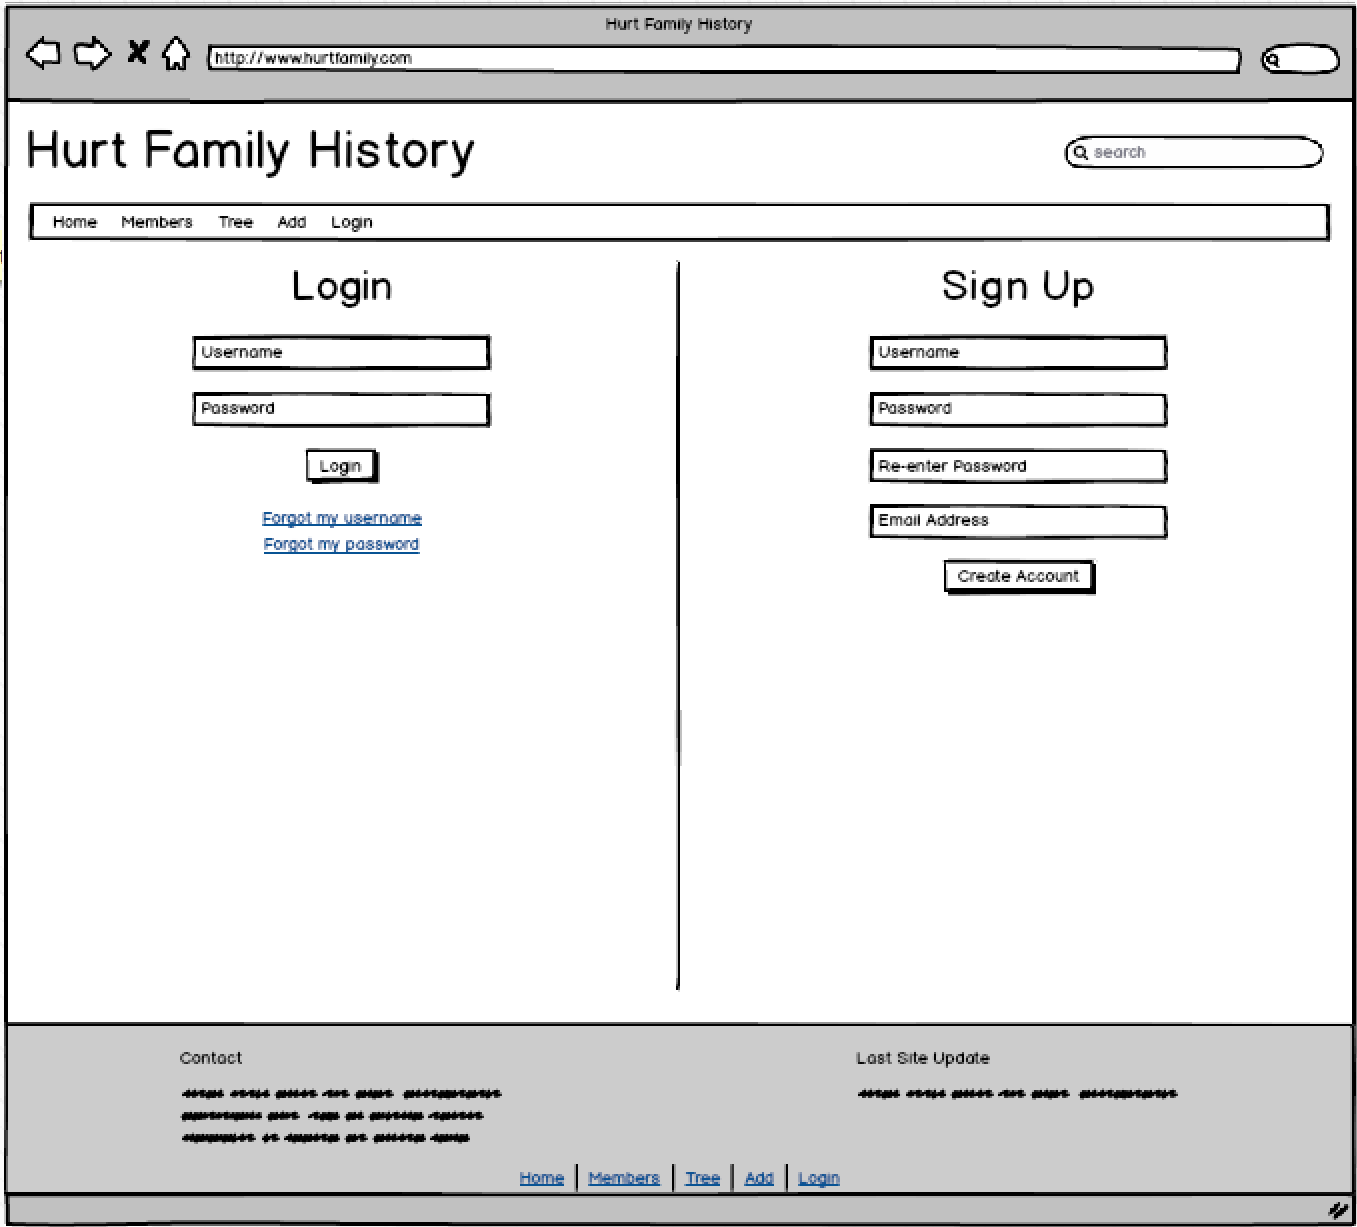 Hurt Family History
http://www.hurtfamily.com
Hurt Family History
search
Home Members Tree Add Login
Login
Username
Password
Login
Forgot my username
Forgot my password
Sign Up
Username
Password
Re-enter Password
Email Address
Create Account
Contact
Last Site Update
Home Members Tree Add Login